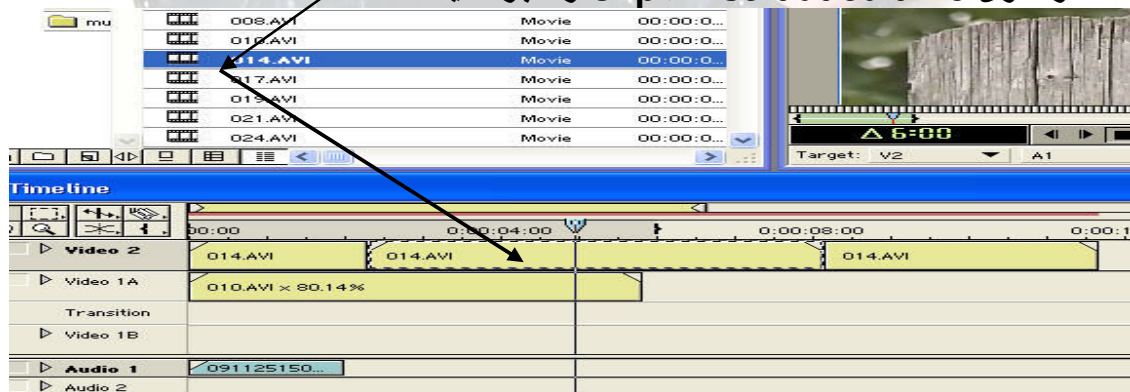 mu
008.AVI Movie 00:00:0...
010.AVI Movie 00:00:0...
014.AVI Movie 00:00:0...
017.AVI Movie 00:00:0...
019.AVI Movie 00:00:0...
021.AVI Movie 00:00:0...
024.AVI Movie 00:00:0...
Δ 6:00
Target: V2 A1
Timeline
00:00 0:00:04:00 0:00:08:00 0:00:1
Video 2 014.AVI 014.AVI 014.AVI
Video 1A 010.AVI × 80.14%
Transition
Video 1B
Audio 1 091125150...
Audio 2